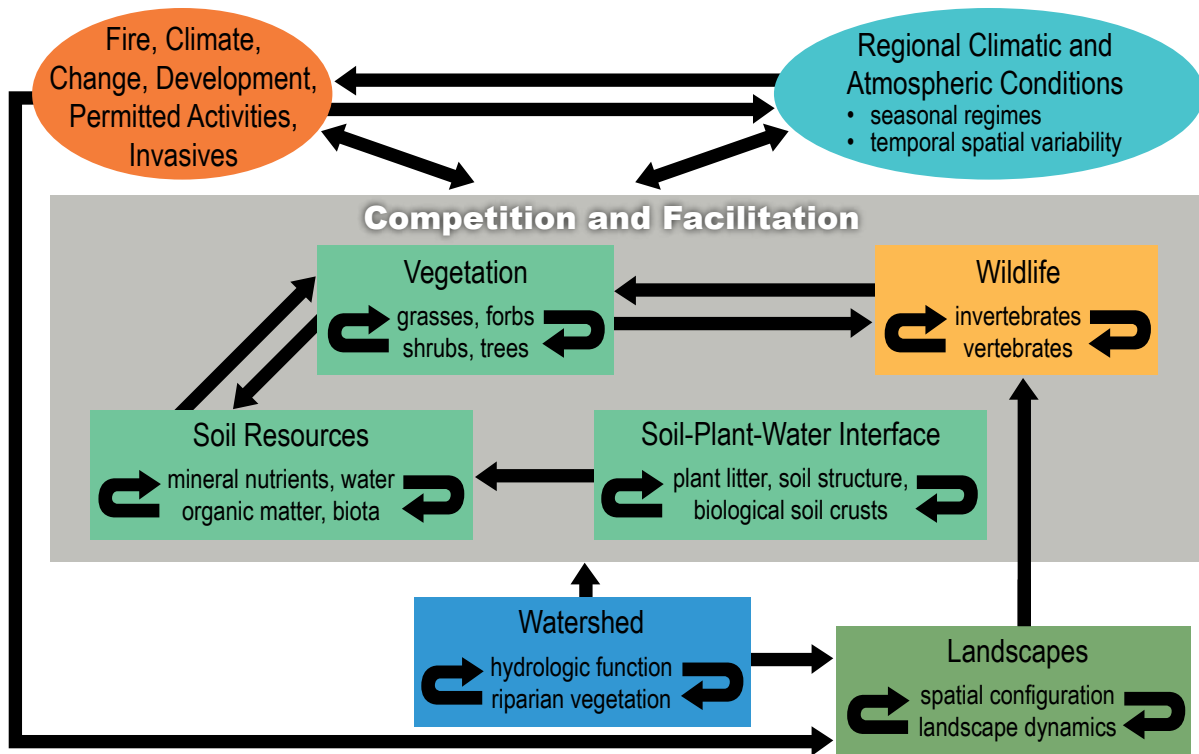 Fire, Climate,
Change, Development,
Permitted Activities,
Invasives
Regional Climatic and
Atmospheric Conditions
• seasonal regimes
• temporal spatial variability
Competition and Facilitation
Vegetation
grasses, forbs
shrubs, trees
Wildlife
invertebrates
vertebrates
Soil Resources
mineral nutrients, water
organic matter, biota
Soil-Plant-Water Interface
plant litter, soil structure,
biological soil crusts
Watershed
hydrologic function
riparian vegetation
Landscapes
spatial configuration
landscape dynamics